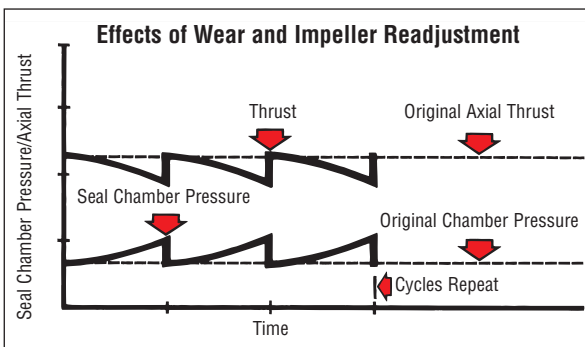 Effects of Wear and Impeller Readjustment
Seal Chamber Pressure/Axial Thrust
Thrust
Original Axial Thrust
Seal Chamber Pressure
Original Chamber Pressure
Cycles Repeat
Time